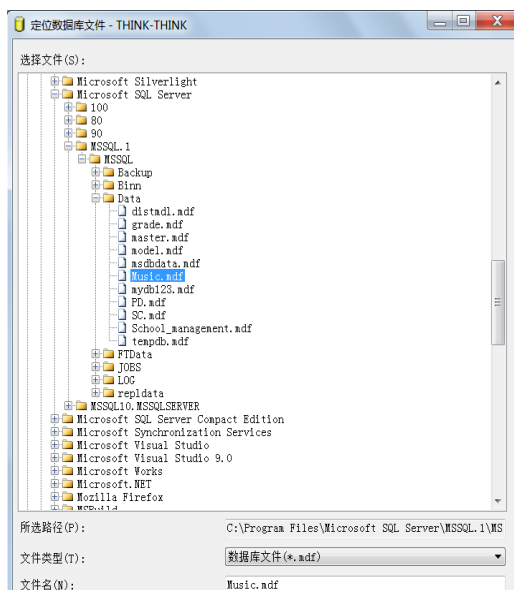 定位数据库文件 - THINK-THINK
选择文件(S):
Microsoft Silverlight
Microsoft SQL Server
100
80
90
MSSQL.1
MSSQL
Backup
Binn
Data
distmdl.mdf
grade.mdf
master.mdf
model.mdf
msdbdata.mdf
Music.mdf
mydb123.mdf
PD.mdf
SC.mdf
School_management.mdf
tempdb.mdf
FTData
JOBS
LOG
repldata
MSSQL10.MSSQLSERVER
Microsoft SQL Server Compact Edition
Microsoft Synchronization Services
Microsoft Visual Studio
Microsoft Visual Studio 9.0
Microsoft Works
Microsoft.NET
Mozilla Firefox
MSBuild
所选路径(P): C:\Program Files\Microsoft SQL Server\MSSQL.1\MS
文件类型(T): 数据库文件(*.mdf)
文件名(N): Music.mdf